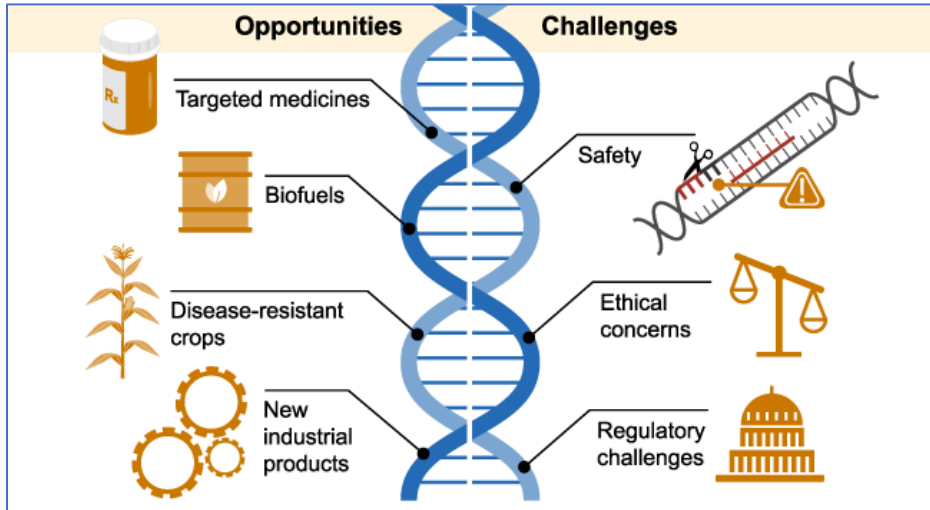 Opportunities
Challenges
Rx
Targeted medicines
Safety
Biofuels
Disease-resistant
crops
Ethical
concerns
New
industrial
products
Regulatory
challenges